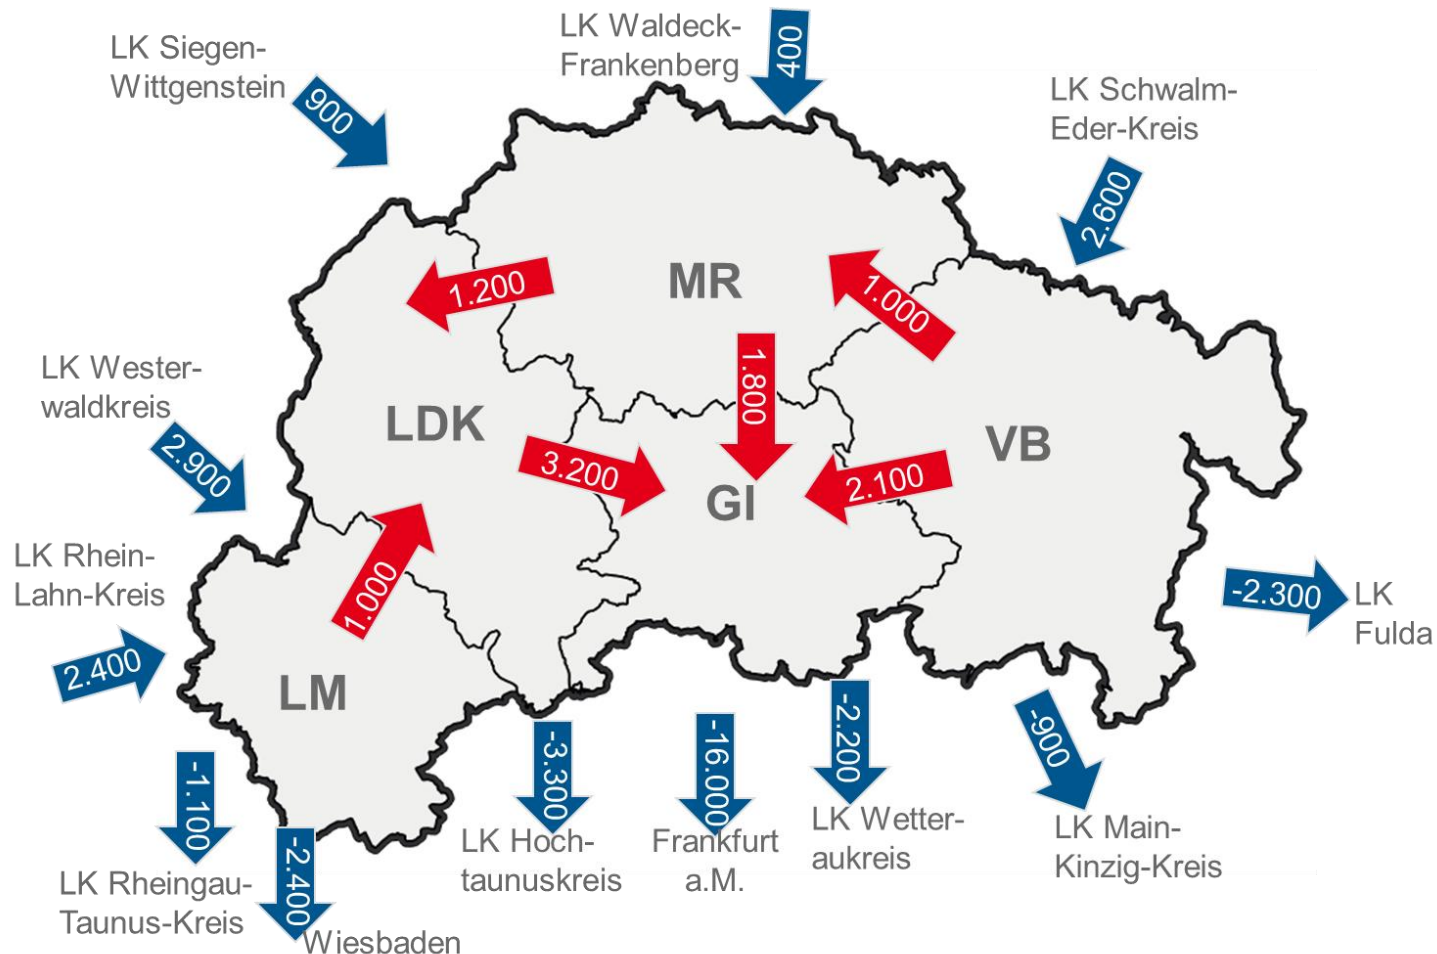 LK Waldeck-
Frankenberg
400
LK Siegen-
Wittgenstein
900
LK Schwalm-
Eder-Kreis
2.600
MR
1.200
1.000
1.800
LK Wester-
waldkreis
2.900
LDK
3.200
GI
2.100
VB
LK Rhein-
Lahn-Kreis
2.400
1.000
LM
-2.300
LK
Fulda
-1.100
LK Rheingau-
Taunus-Kreis
-2.400
Wiesbaden
-3.300
LK Hoch-
taunuskreis
-16.000
Frankfurt
a.M.
-2.200
LK Wetter-
aukreis
-900
LK Main-
Kinzig-Kreis